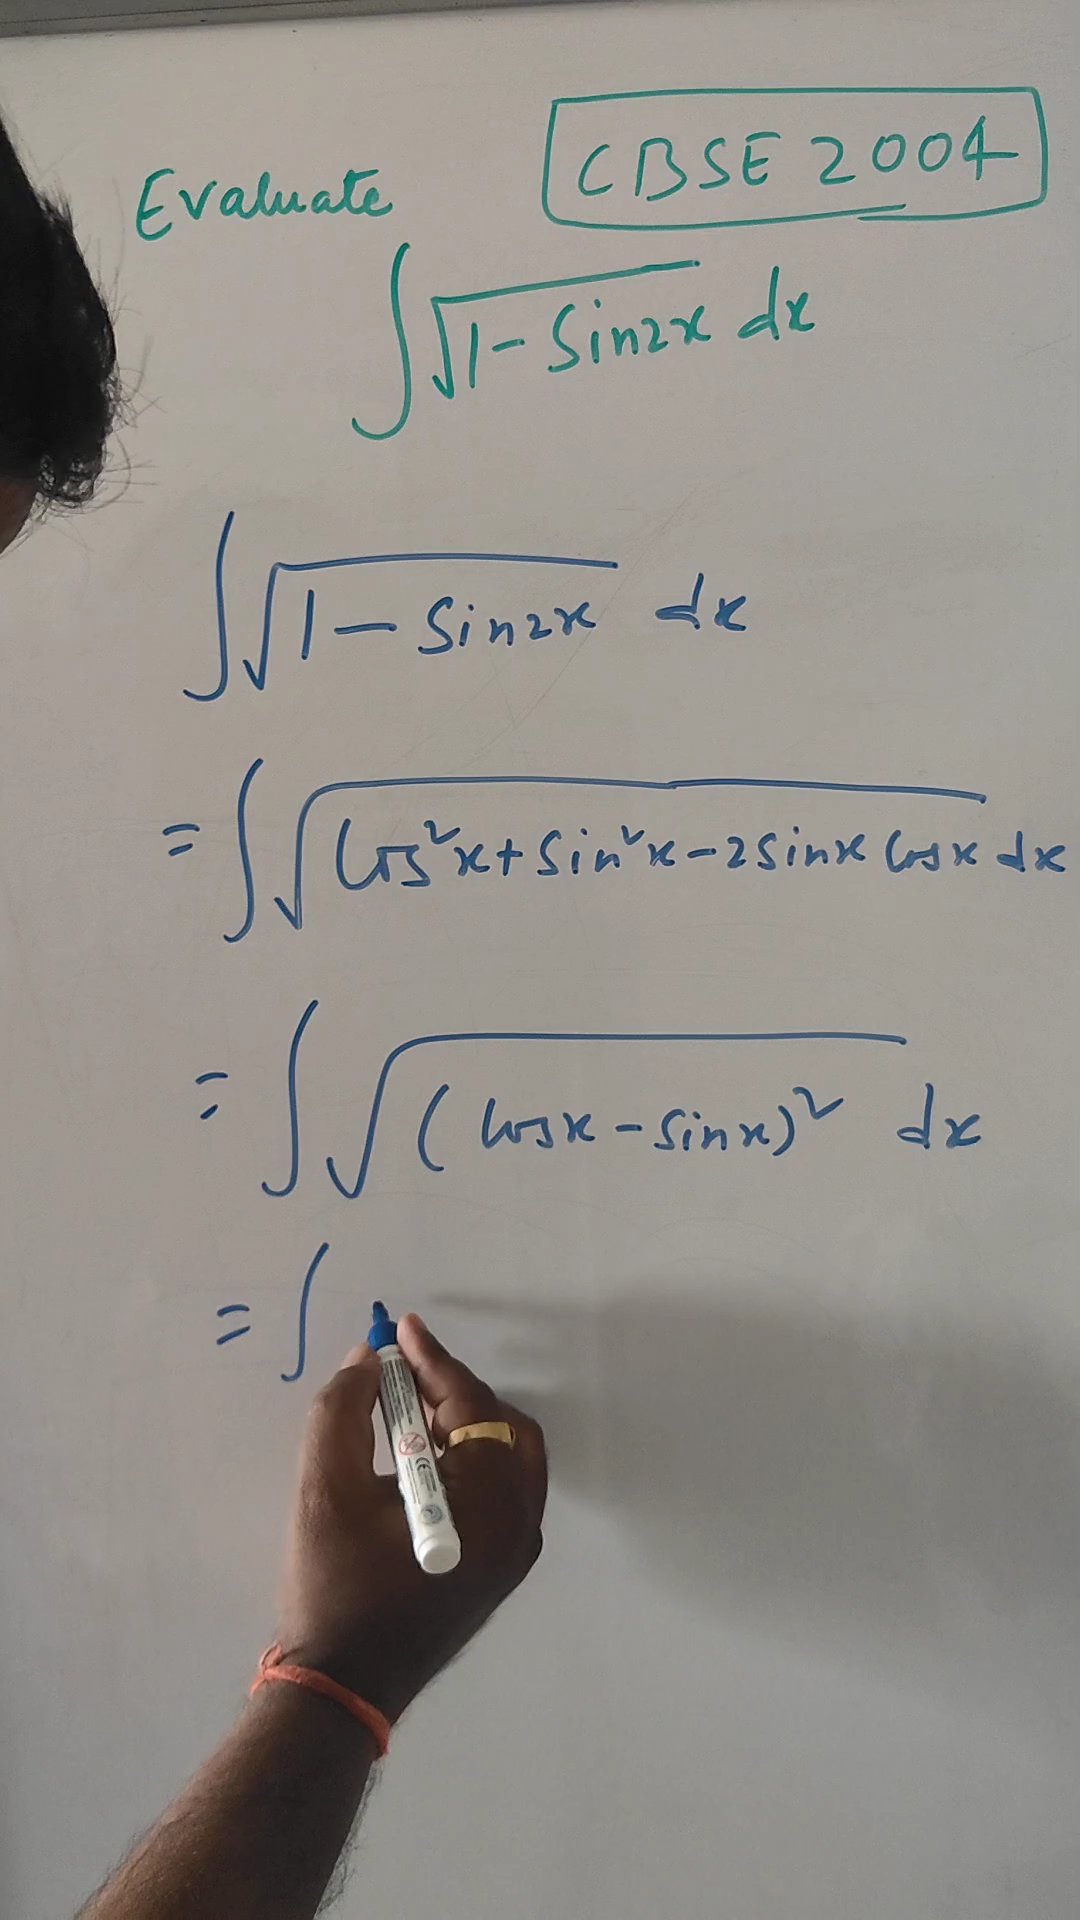 CBSE 2004
Evaluate
∫√1-Sin2x dx
∫√1-Sin2x dx
= ∫√Cos²x+Sin²x-2Sinx Cosx dx
= ∫√(Cosx-Sinx)² dx
= ∫